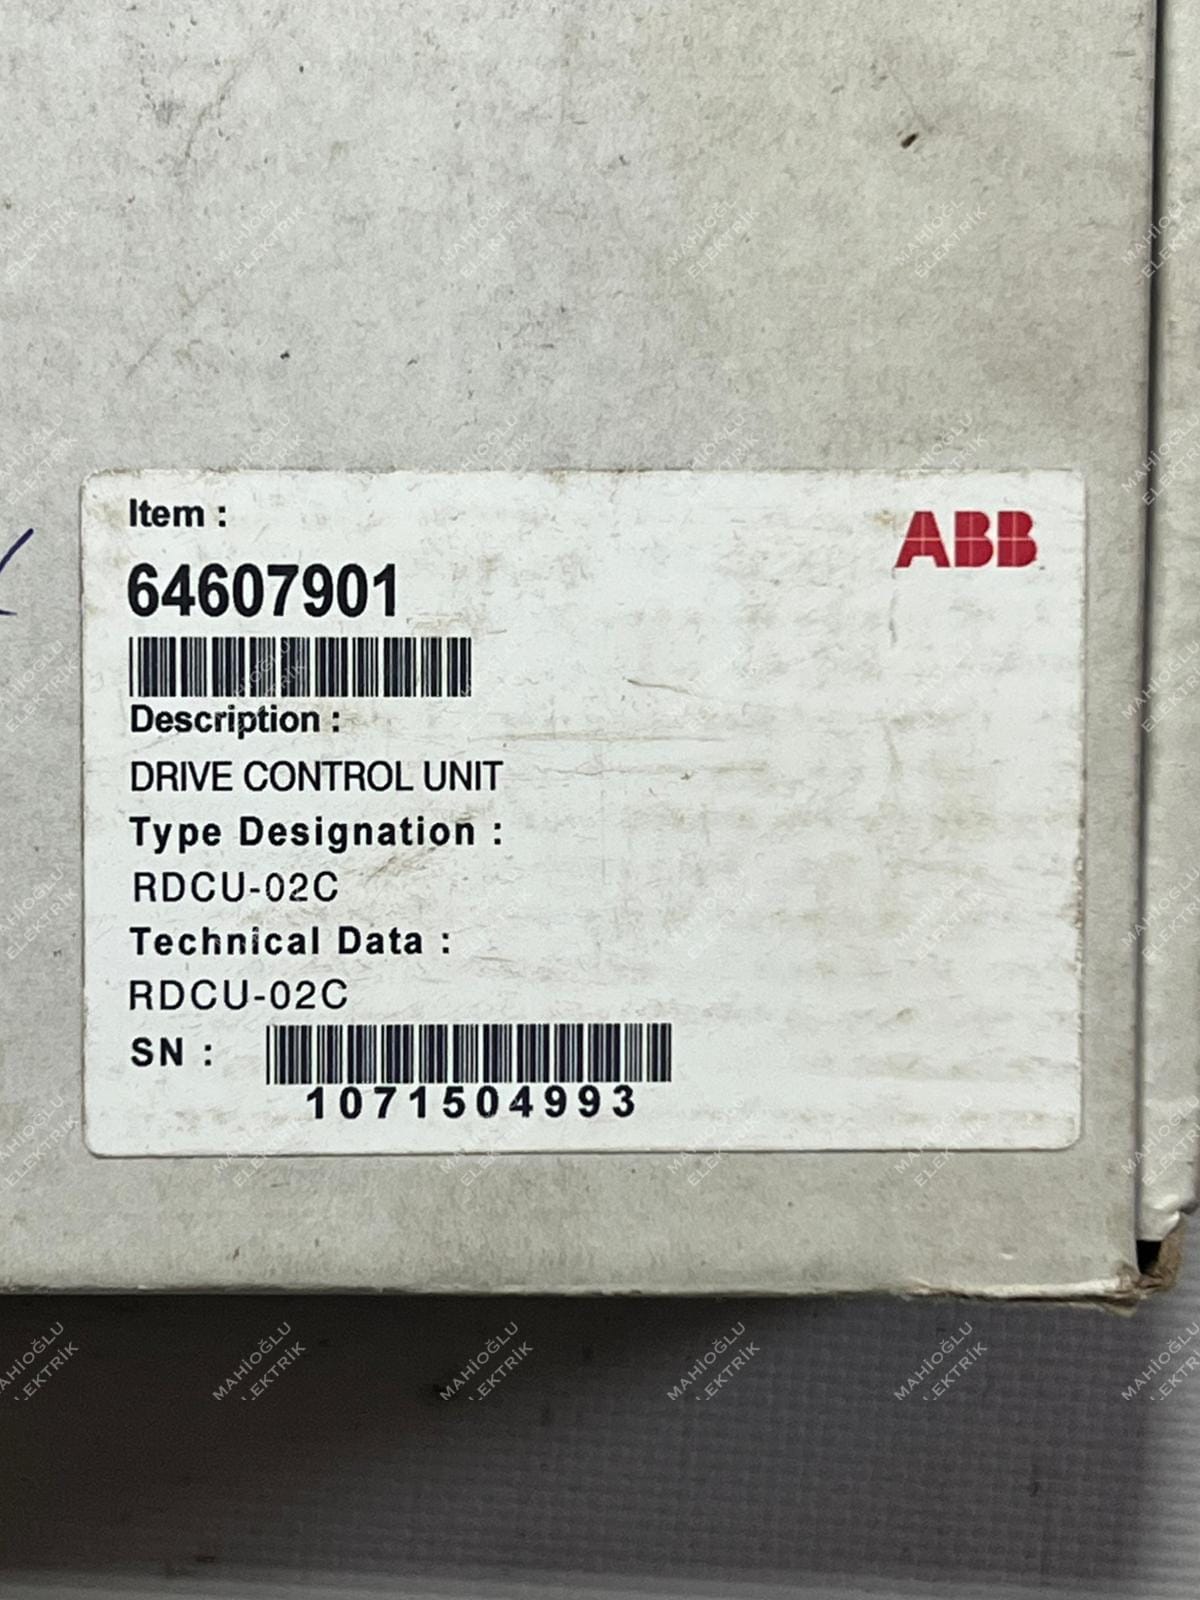 Item :
ABB
64607901
Description :
DRIVE CONTROL UNIT
Type Designation :
RDCU-02C
Technical Data :
RDCU-02C
SN :
1071504993
MAHİOĞLU
ELEKTRİK